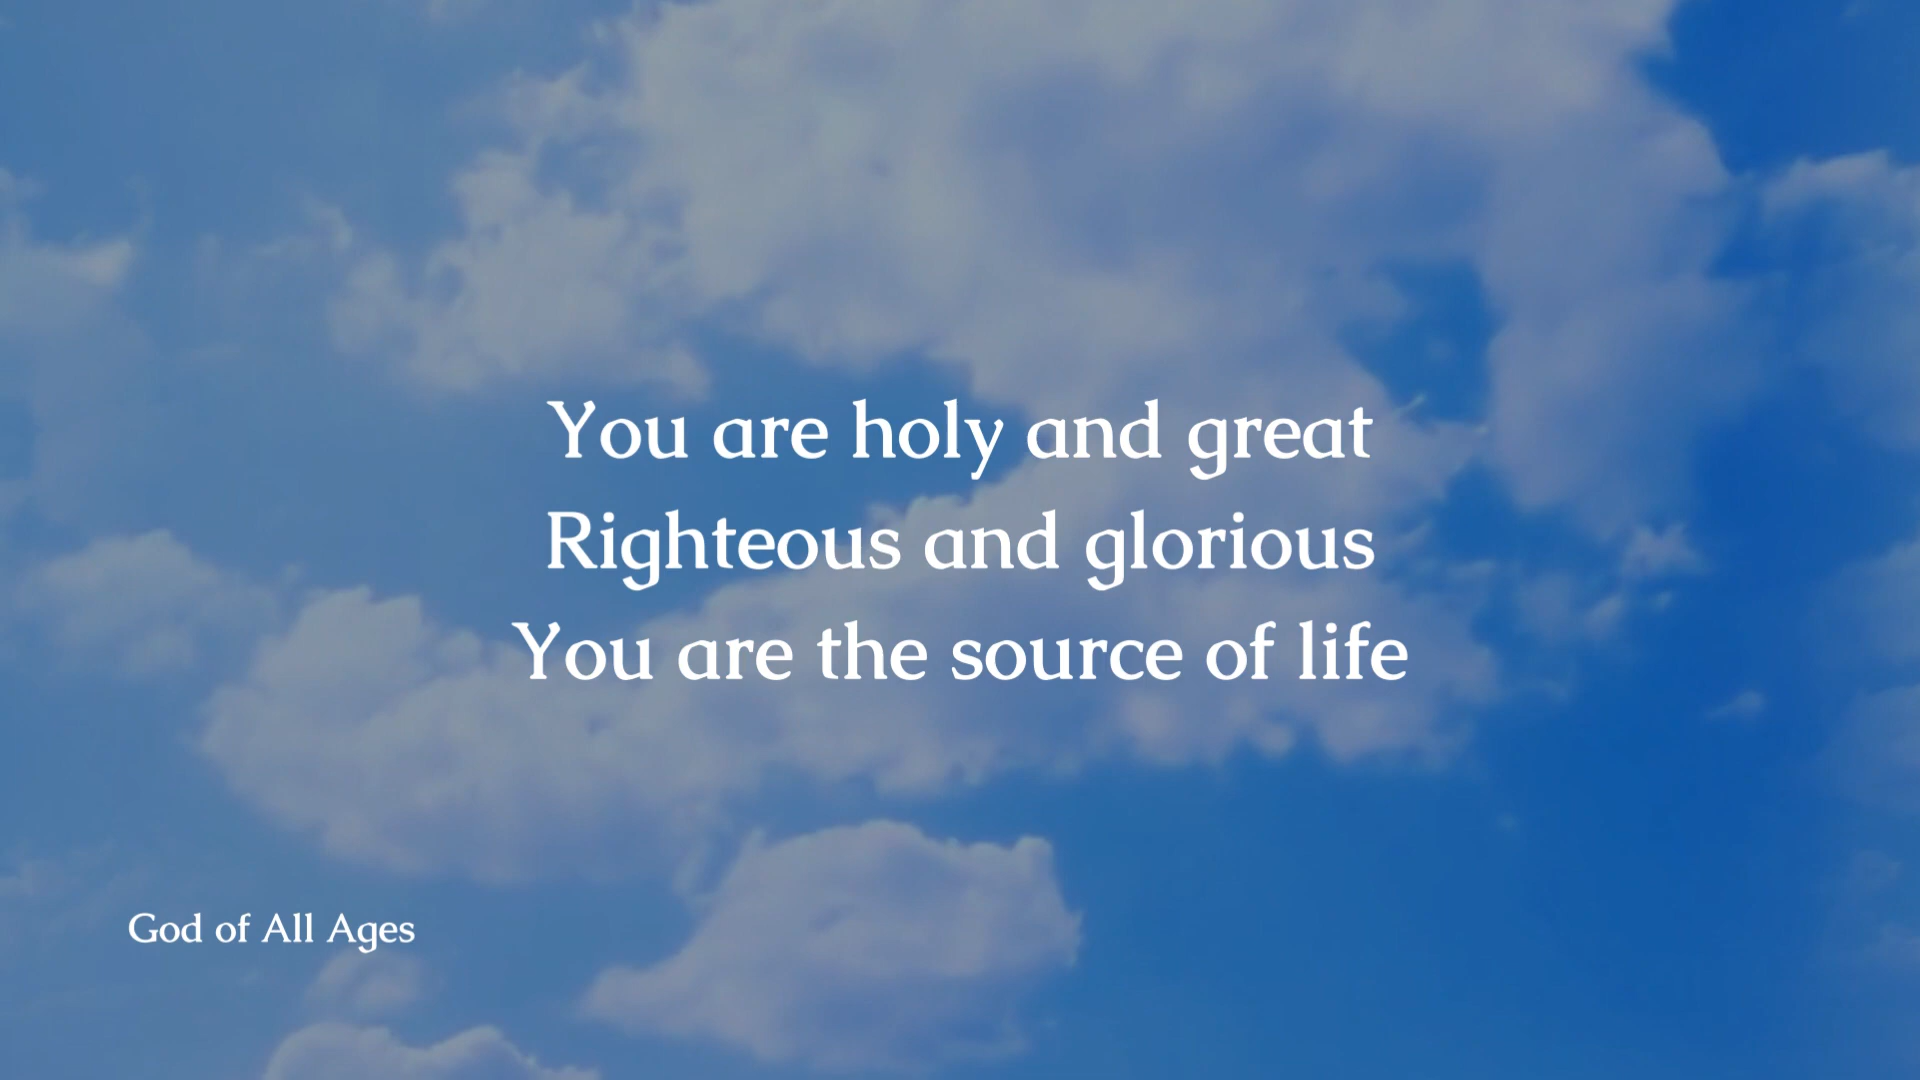 You are holy and great
Righteous and glorious
You are the source of life
God of All Ages